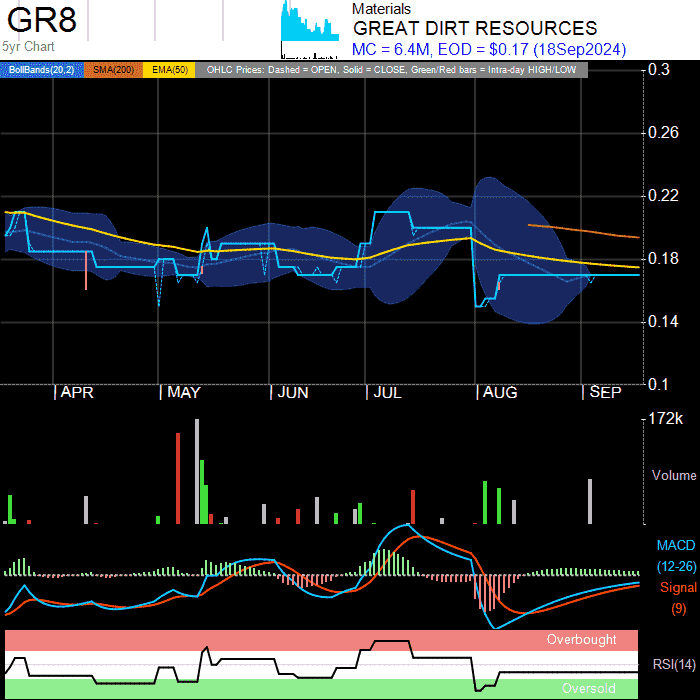 GR8
5yr Chart
Materials
GREAT DIRT RESOURCES
MC = 6.4M, EOD = $0.17 (18Sep2024)
BollBands(20,2) SMA(200) EMA(50) OHLC Prices: Dashed = OPEN, Solid = CLOSE, Green/Red bars = Intra-day HIGH/LOW
0.3
0.26
0.22
0.18
0.14
0.1
APR MAY JUN JUL AUG SEP
172k
Volume
MACD
(12-26)
Signal
(9)
Overbought
RSI(14)
Oversold